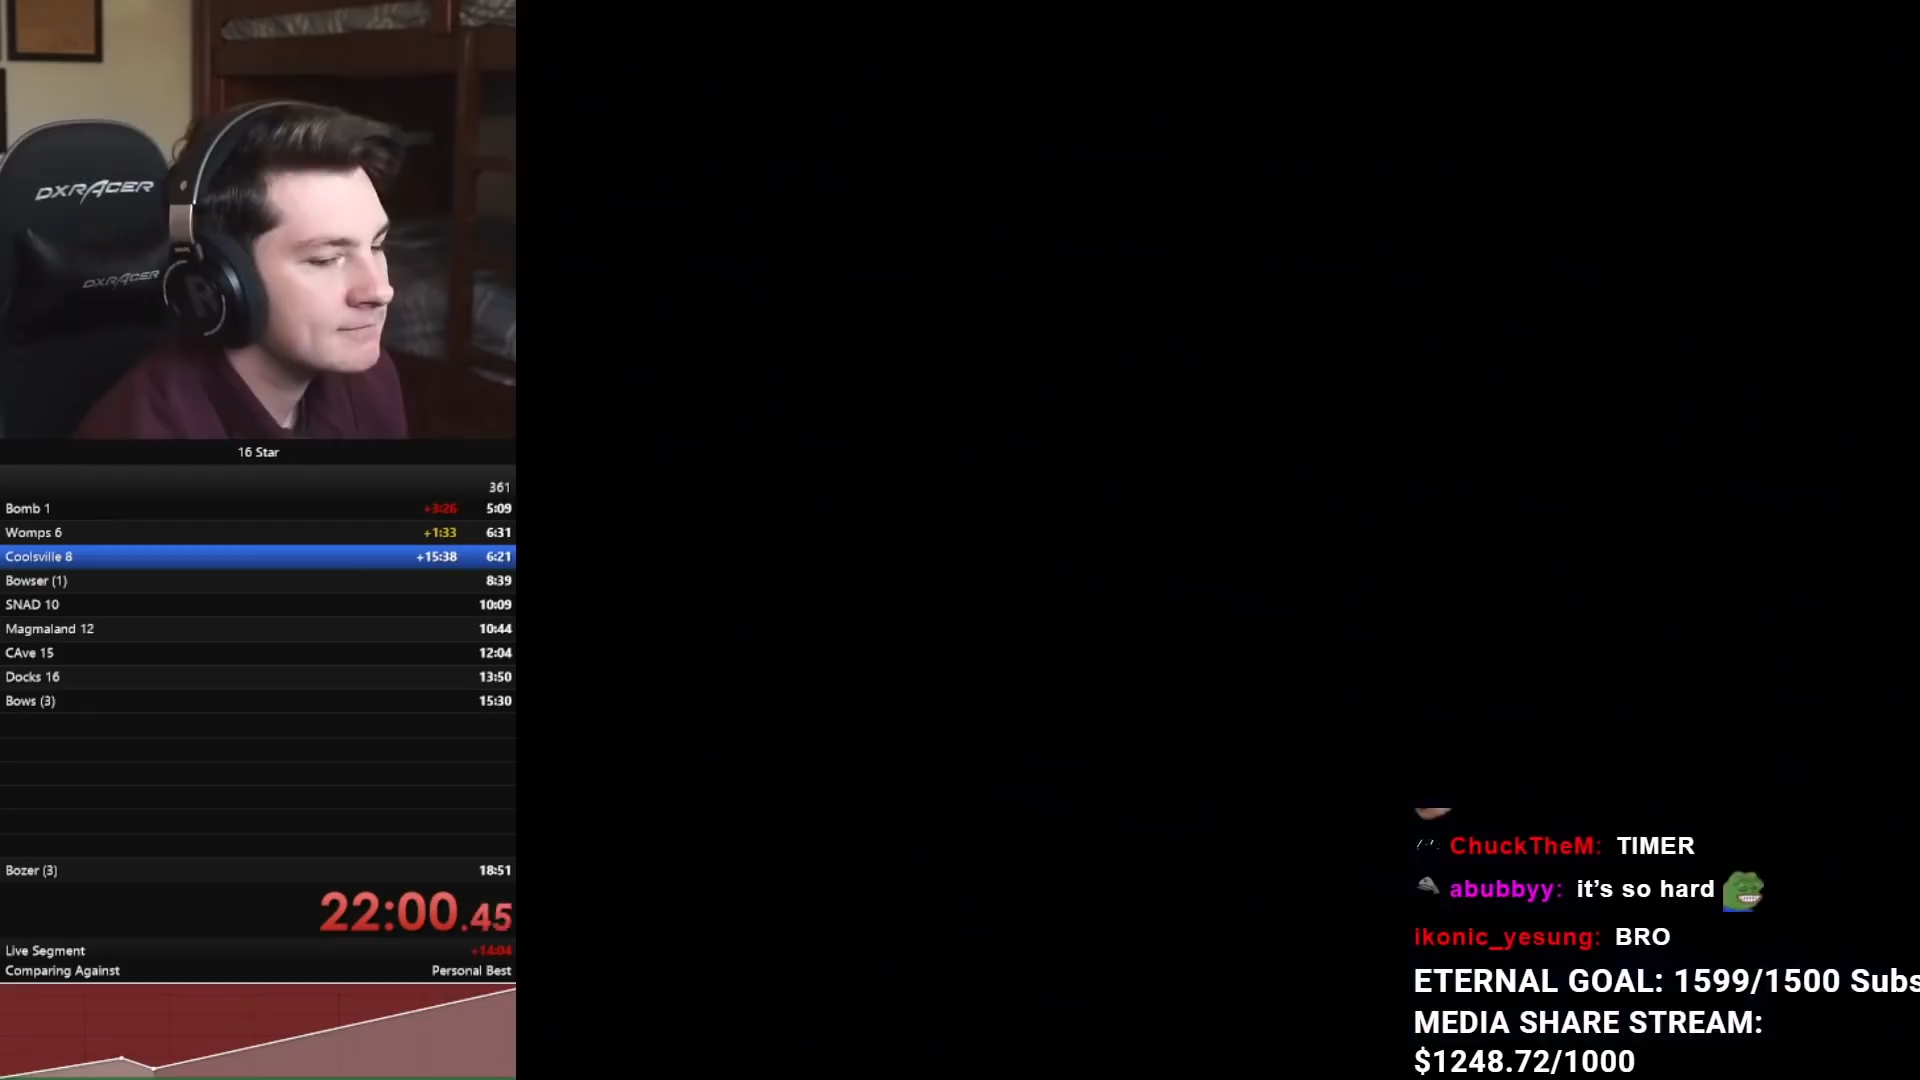 DXRACER
DXRACER
16 Star
361
Bomb 1 +3:26 5:09
Womps 6 +1:33 6:31
Coolsville 8 +15:38 6:21
Bowser (1) 8:39
SNAD 10 10:09
Magmaland 12 10:44
CAve 15 12:04
Docks 16 13:50
Bows (3) 15:30
Bozer (3) 18:51
22:00.45
Live Segment +14:04
Comparing Against Personal Best
ChuckTheM: TIMER
abubbyy: it's so hard
ikonic_yesung: BRO
ETERNAL GOAL: 1599/1500 Subs
MEDIA SHARE STREAM:
$1248.72/1000